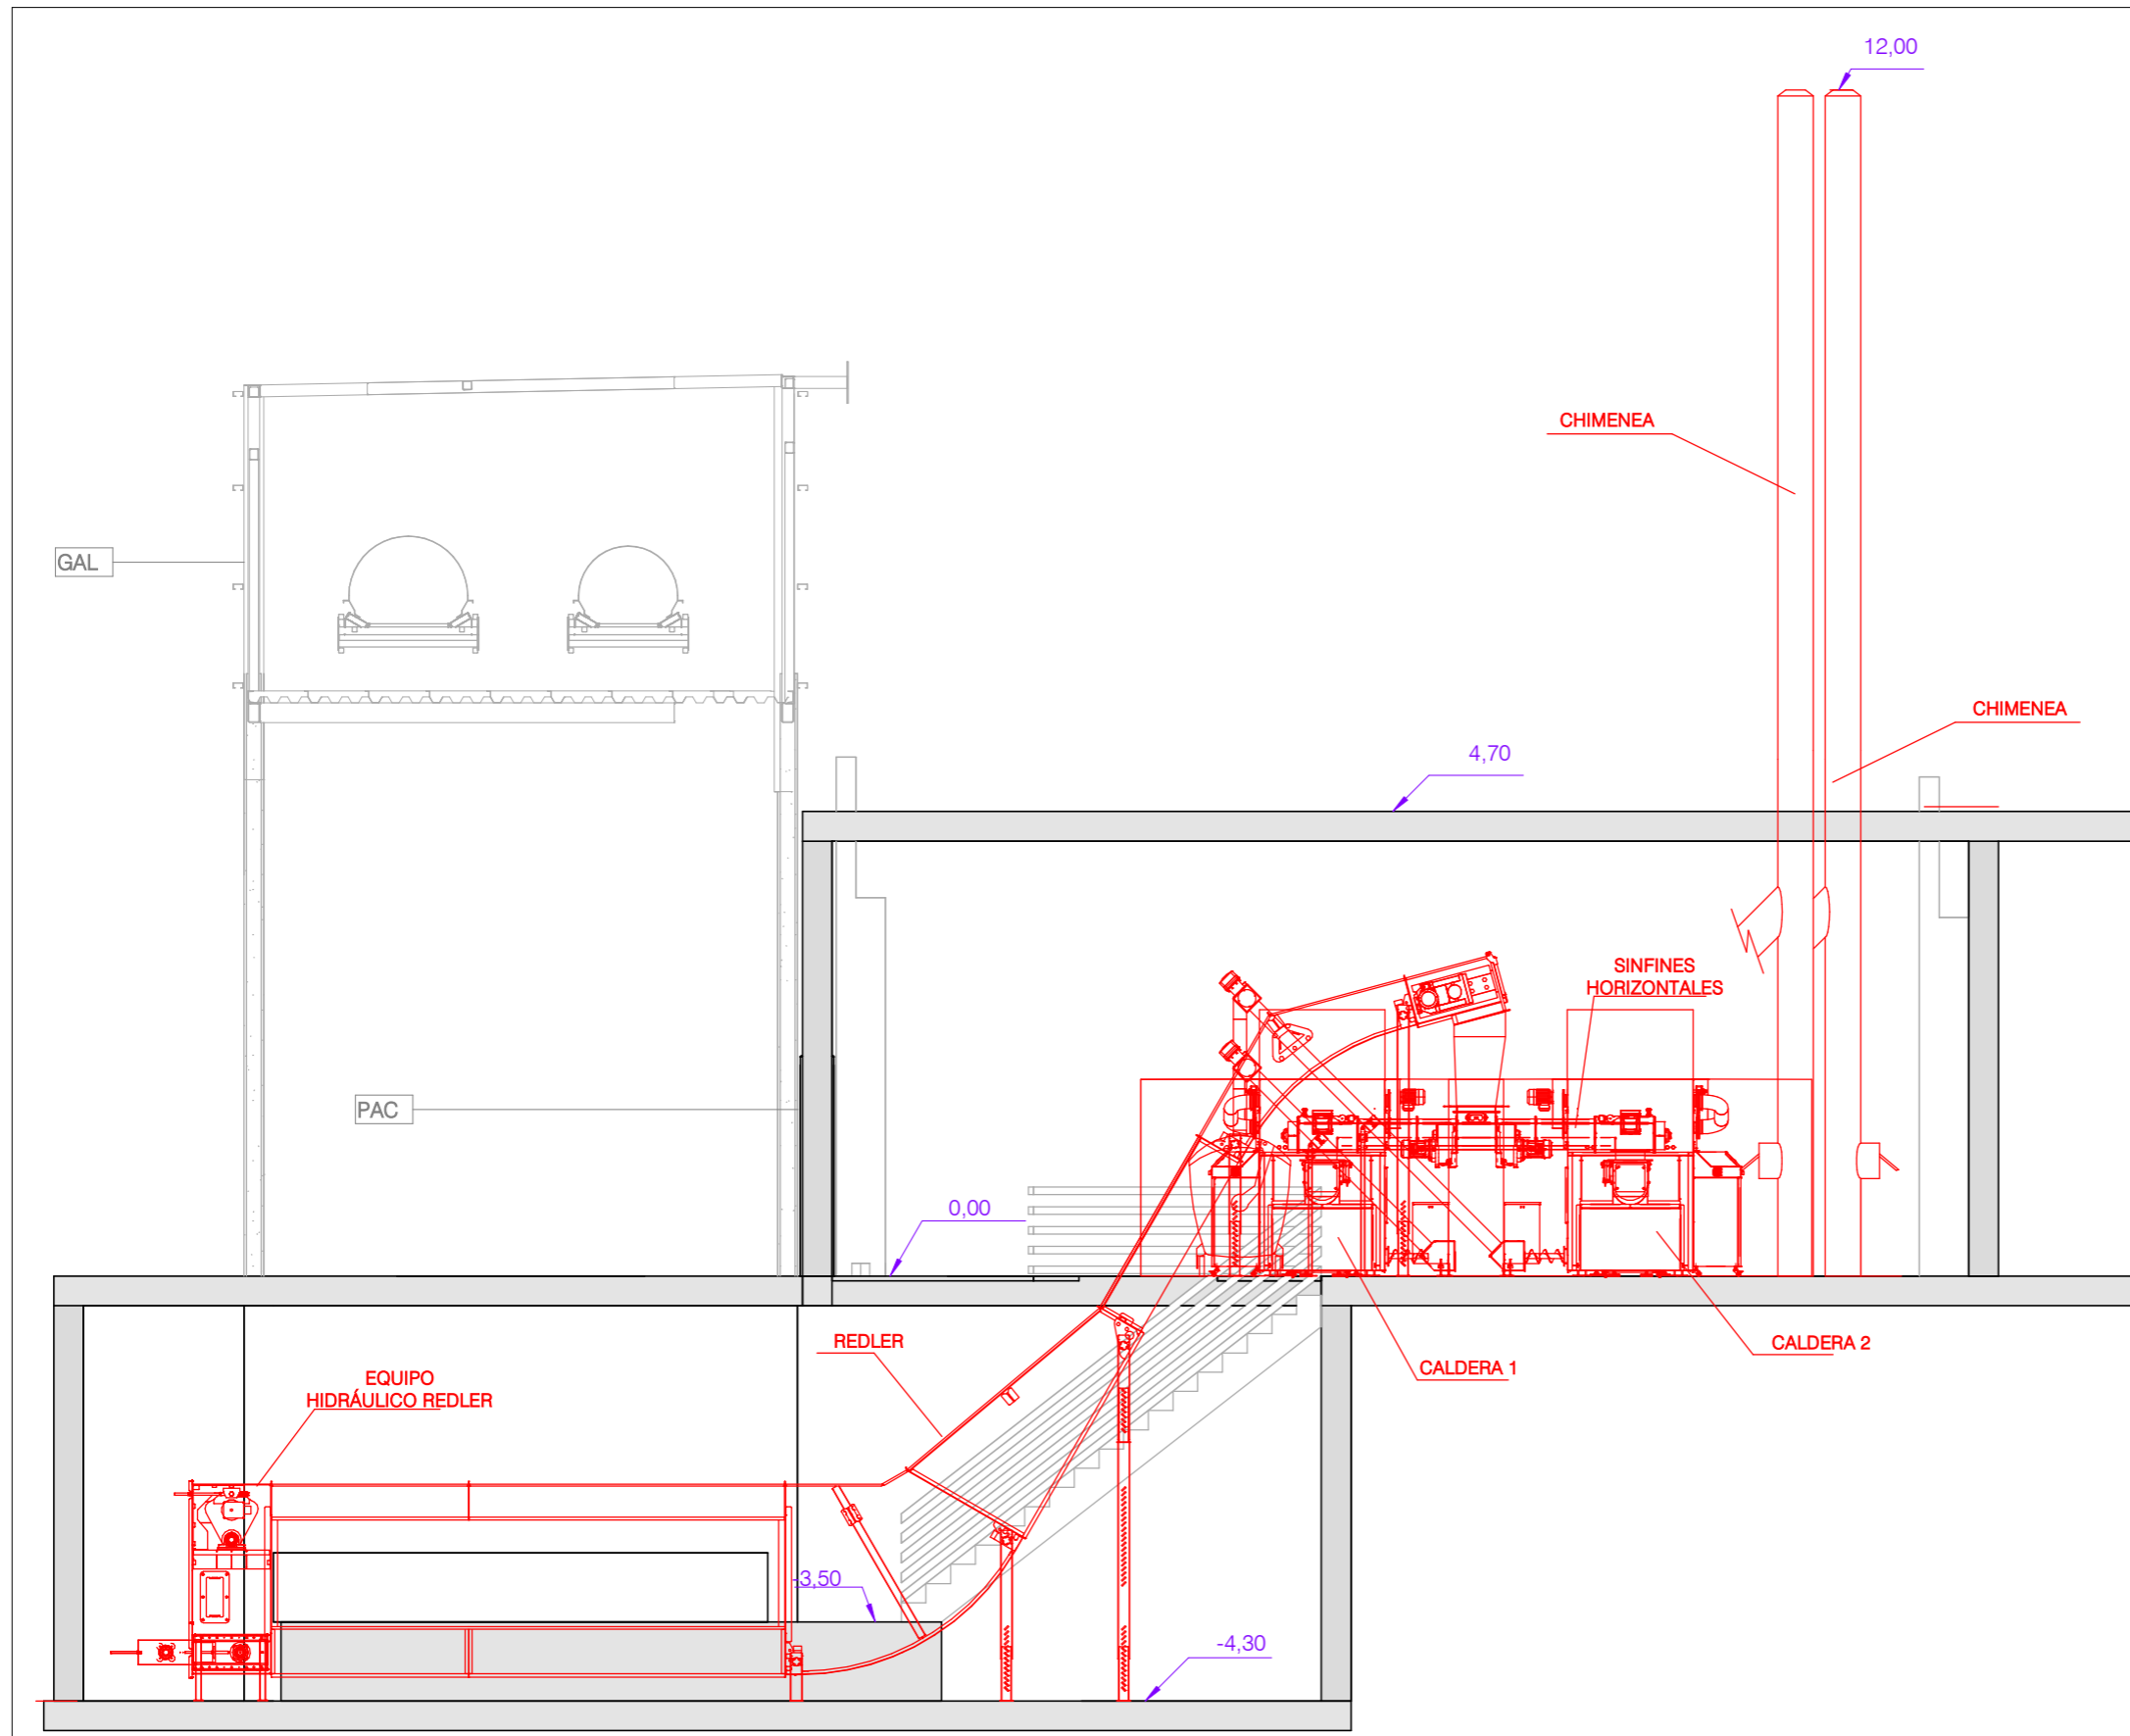 12,00
CHIMENEA
GAL
CHIMENEA
4,70
SINFINES
HORIZONTALES
PAC
0,00
REDLER
CALDERA 2
CALDERA 1
EQUIPO
HIDRÁULICO REDLER
-3,50
-4,30